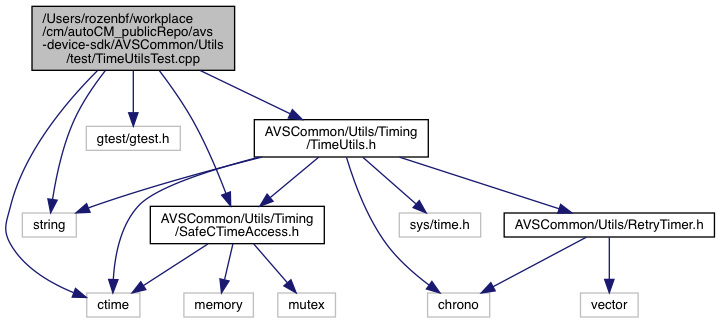 /Users/rozenbf/workplace
/cm/autoCM_publicRepo/avs
-device-sdk/AVSCommon/Utils
/test/TimeUtilsTest.cpp
gtest/gtest.h
AVSCommon/Utils/Timing
/TimeUtils.h
string
AVSCommon/Utils/Timing
/SafeCTimeAccess.h
sys/time.h
AVSCommon/Utils/RetryTimer.h
ctime
memory
mutex
chrono
vector